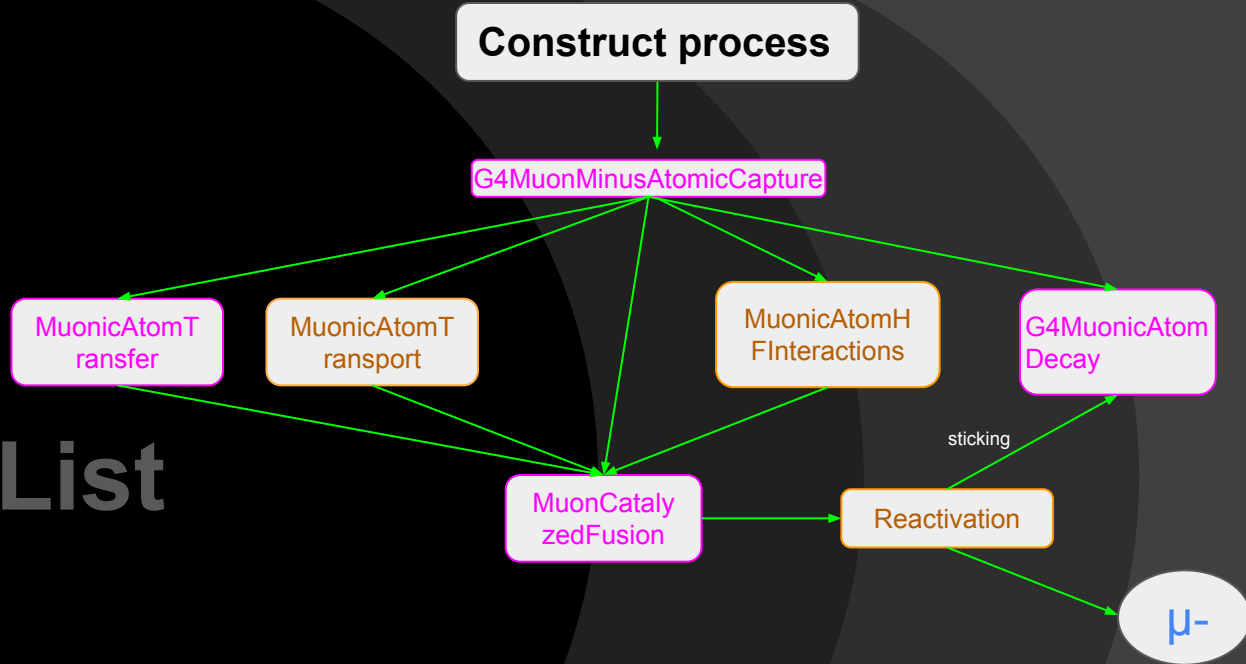 Construct process
G4MuonMinusAtomicCapture
MuonicAtomT
ransfer
MuonicAtomT
ransport
MuonicAtomH
FInteractions
G4MuonicAtom
Decay
sticking
List
MuonCataly
zedFusion
Reactivation
μ-